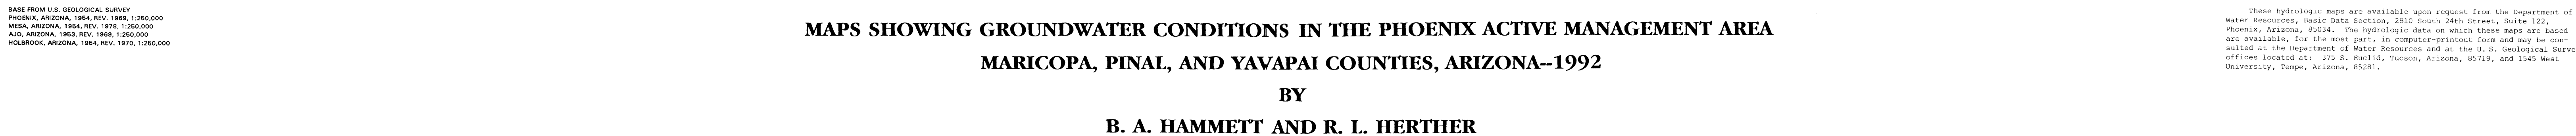 BASE FROM U.S. GEOLOGICAL SURVEY
PHOENIX, ARIZONA, 1954, REV. 1969, 1:250,000
MESA, ARIZONA, 1954, REV. 1978, 1:250,000
AJO, ARIZONA, 1953, REV. 1969, 1:250,000
HOLBROOK, ARIZONA, 1954, REV. 1970, 1:250,000
MAPS SHOWING GROUNDWATER CONDITIONS IN THE PHOENIX ACTIVE MANAGEMENT AREA
MARICOPA, PINAL, AND YAVAPAI COUNTIES, ARIZONA--1992
BY
B. A. HAMMETT AND R. L. HERTHER
These hydrologic maps are available upon request from the Department of
Water Resources, Basic Data Section, 2810 South 24th Street, Suite 122,
Phoenix, Arizona, 85034. The hydrologic data on which these maps are based
are available, for the most part, in computer-printout form and may be con-
sulted at the Department of Water Resources and at the U.S. Geological Surve
offices located at: 375 S. Euclid, Tucson, Arizona, 85719, and 1545 West
University, Tempe, Arizona, 85281.